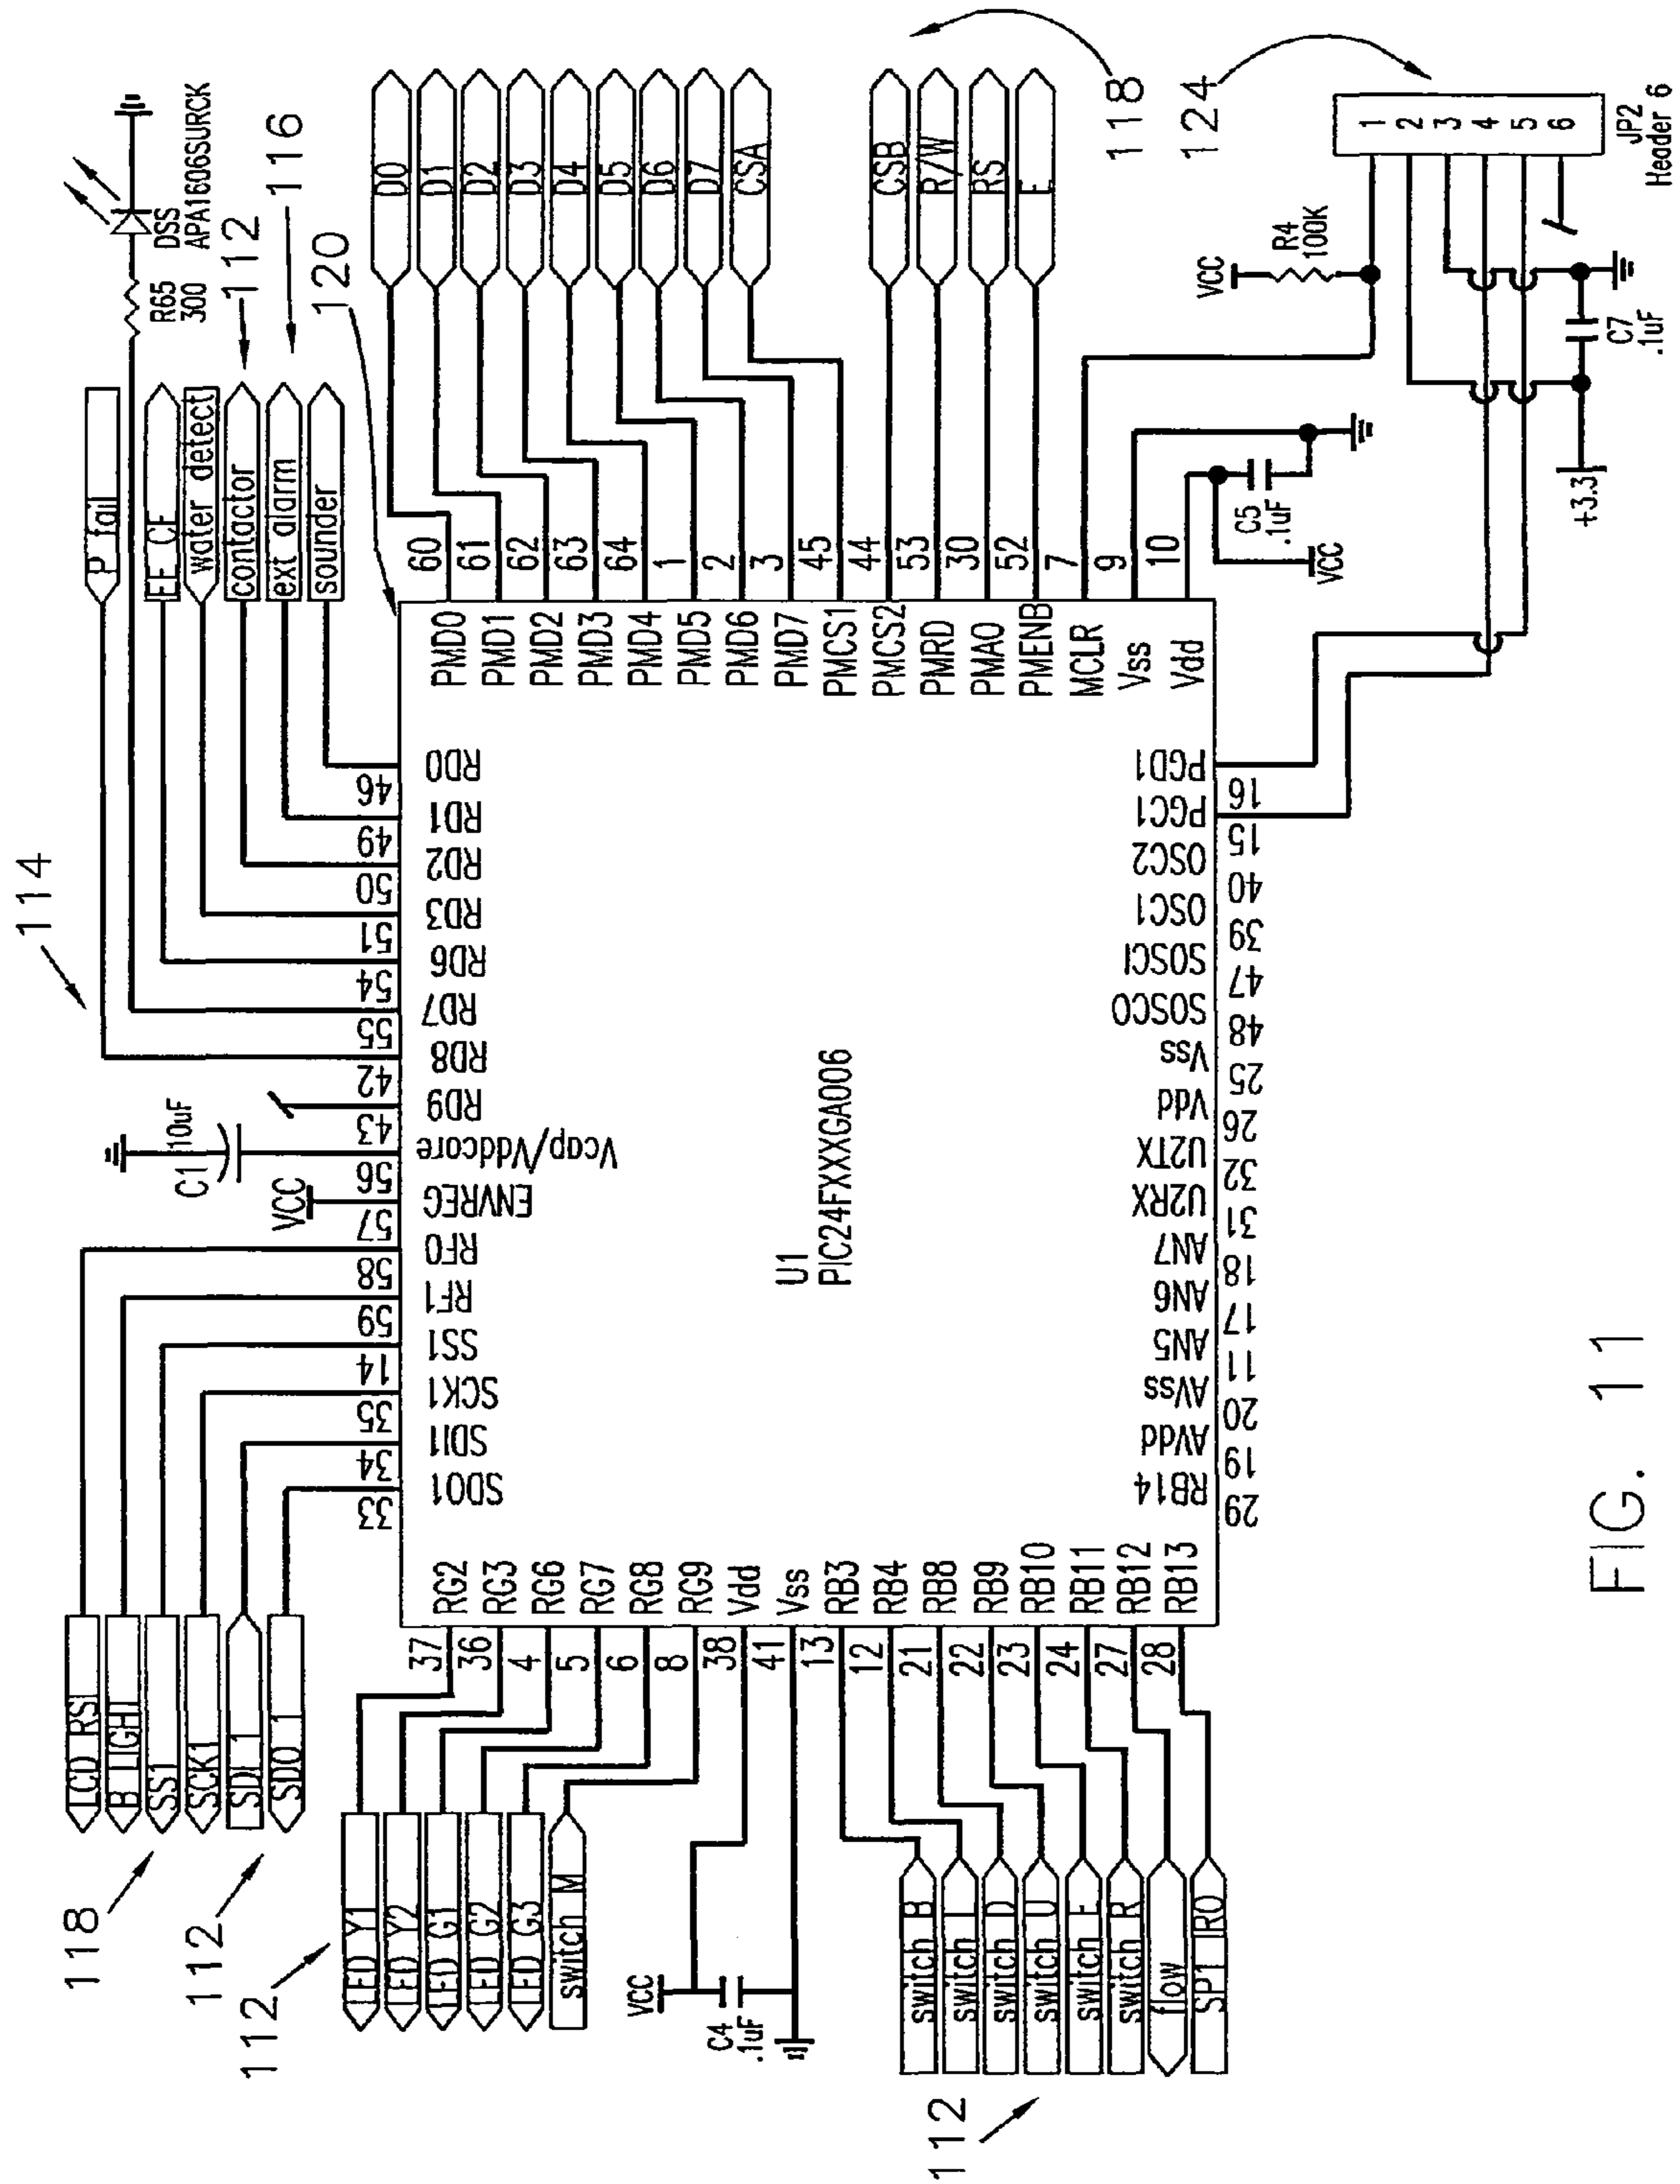 114
P fail
R65
300
DSS
APA1606SURCK
EE CE
water detect
contactor
ext alarm
sounder
112
116
120
118
LCD RS
B LIGHT
SS1
SCK1
SDI 1
SDO 1
112
VCC
C1
10uF
46
49
50
51
54
55
42
43
56
57
58
59
14
35
34
33
RD0
RD1
RD2
RD3
RD6
RD7
RD8
RD9
Vcap/Vddcore
ENVREG
RF0
RF1
SS1
SCK1
SDI1
SDO1
D0
D1
D2
D3
D4
D5
D6
D7
CSA
CSB
R/W
RS
E
118
60
61
62
63
64
1
2
3
45
44
53
30
52
7
9
10
PMD0
PMD1
PMD2
PMD3
PMD4
PMD5
PMD6
PMD7
PMCS1
PMCS2
PMRD
PMA0
PMENB
MCLR
Vss
Vdd
U1
PIC24FXXXGA006
112
LED Y1
LED Y2
LED G1
LED G2
LED G3
switch M
VCC
C4
.1uF
37
36
4
5
6
8
38
41
13
12
21
22
23
24
27
28
RG2
RG3
RG6
RG7
RG8
RG9
Vdd
Vss
RB3
RB4
RB8
RB9
RB10
RB11
RB12
RB13
switch B
switch L
switch D
switch U
switch E
switch R
flow
SP1 IRQ
112
PGD1
PGC1
OSC2
OSC1
SOSCI
SOSCO
Vss
Vdd
U2TX
U2RX
AN7
AN6
AN5
AVss
AVdd
RB14
16
15
40
39
47
48
25
26
32
31
18
17
11
20
19
29
VCC
C5
.1uF
VCC
R4
100K
124
1
2
3
4
5
6
JP2
Header 6
C7
.1uF
+3.3
FIG. 11